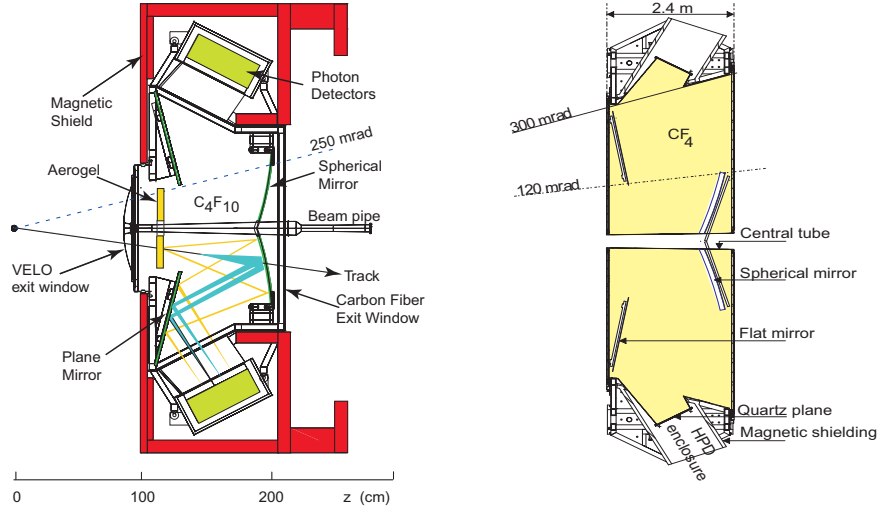 Magnetic
Shield
Photon
Detectors
250 mrad
Aerogel
Spherical
Mirror
C4F10
Beam pipe
VELO
exit window
Track
Carbon Fiber
Exit Window
Plane
Mirror
0
100
200
z (cm)
2.4 m
300 mrad
CF4
120 mrad
Central tube
Spherical mirror
Flat mirror
Quartz plane
Magnetic shielding
HPD
enclosure